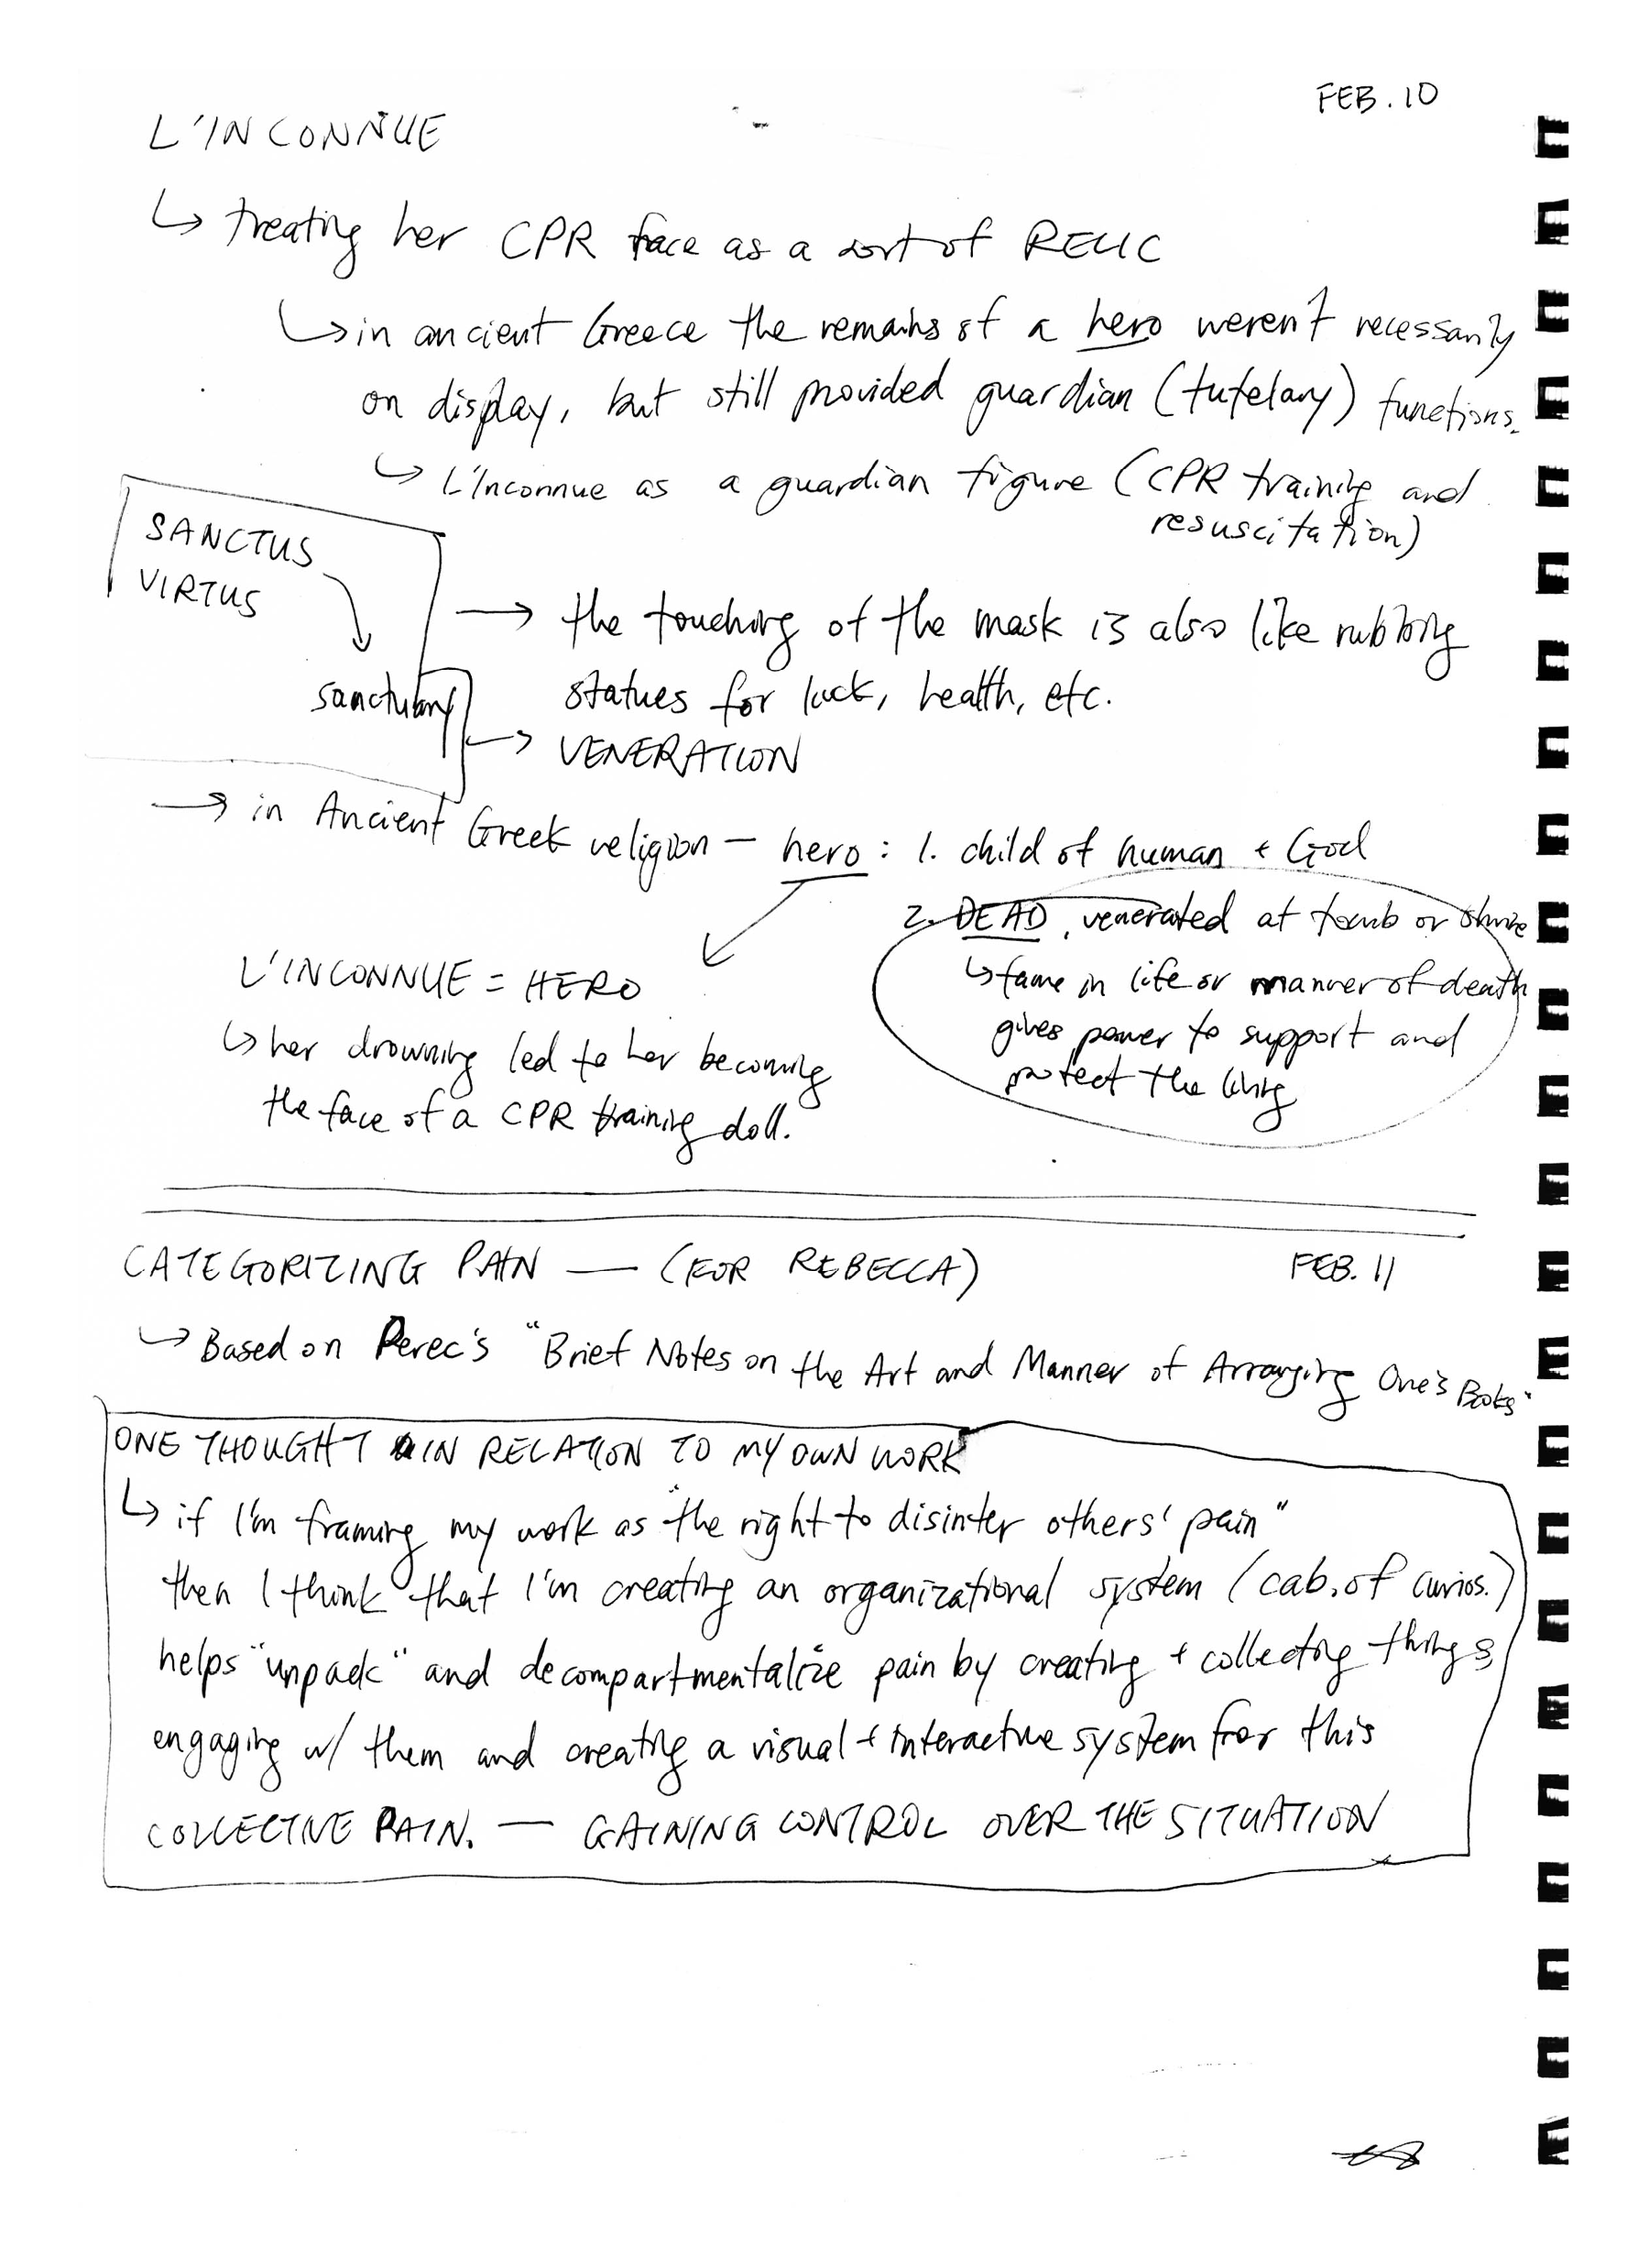 FEB. 10
L'INCONNUE
↳ treating her CPR face as a sort of RELIC
↳ in ancient Greece the remains of a hero weren't necessarily
on display, but still provided guardian (tutelary) functions.
↳ L'Inconnue as a guardian figure (CPR training and
resuscitation)
SANCTUS
VIRTUS
sanctuary
→ the touching of the mask is also like rubbing
statues for luck, health, etc.
→ VENERATION
→ in Ancient Greek religion — hero : 1. child of human + God
2. DEAD, venerated at tomb or shrine
↳ fame in life or manner of death
gives power to support and
protect the living
L'INCONNUE = HERO
↳ her drowning led to her becoming
the face of a CPR training doll.
CATEGORIZING PAIN — (FOR REBECCA)
FEB. 11
↳ Based on Perec's "Brief Notes on the Art and Manner of Arranging One's Books"
ONE THOUGHT IN RELATION TO MY OWN WORK
↳ if I'm framing my work as "the right to disinter others' pain"
then I think that I'm creating an organizational system (cab. of curios.)
helps "unpack" and decompartmentalize pain by creating + collecting things
engaging w/ them and creating a visual + interactive system for this
COLLECTIVE PAIN. — GAINING CONTROL OVER THE SITUATION